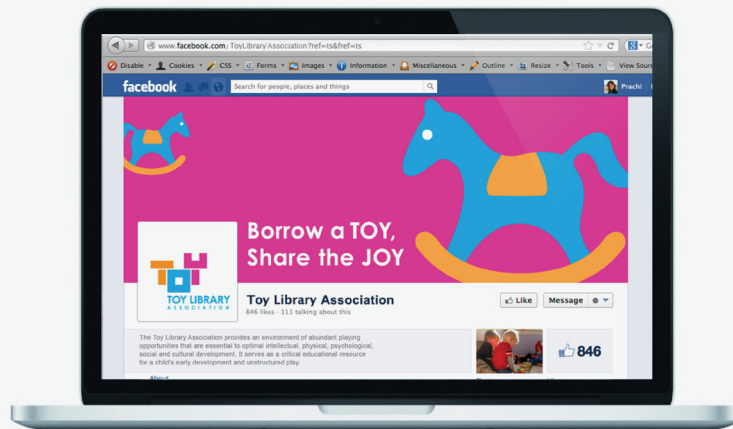 www.facebook.com/ToyLibraryAssociation?ref=ts&fref=ts
Disable Cookies CSS Forms Images Information Miscellaneous Outline Resize Tools View Sour
facebook Search for people, places and things Prachi
Borrow a TOY,
Share the JOY
TOY
TOY LIBRARY
ASSOCIATION
Toy Library Association
846 likes · 111 talking about this
Like Message
The Toy Library Association provides an environment of abundant playing
opportunities that are essential to optimal intellectual, physical, psychological,
social and cultural development. It serves as a critical educational resource
for a child's early development and unstructured play.
846
About